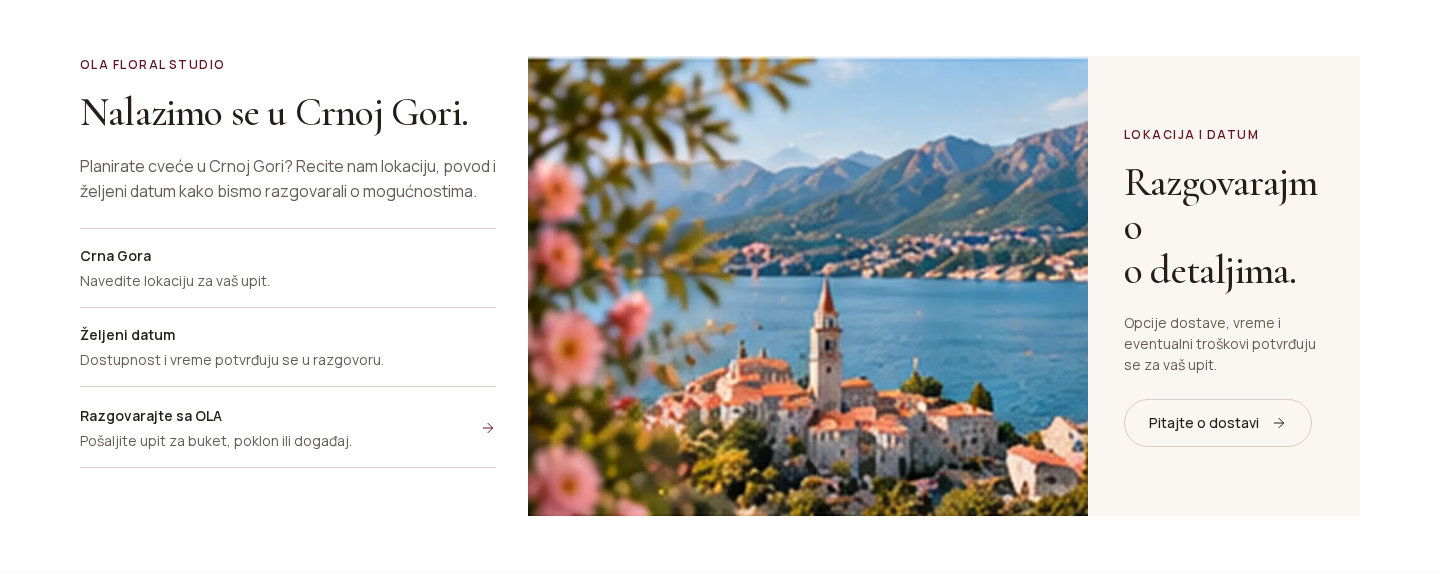 OLA FLORAL STUDIO
Nalazimo se u Crnoj Gori.
Planirate cveće u Crnoj Gori? Recite nam lokaciju, povod i
željeni datum kako bismo razgovarali o mogućnostima.
Crna Gora
Navedite lokaciju za vaš upit.
Željeni datum
Dostupnost i vreme potvrđuju se u razgovoru.
Razgovarajte sa OLA
Pošaljite upit za buket, poklon ili događaj.
LOKACIJA I DATUM
Razgovarajm
o
o detaljima.
Opcije dostave, vreme i
eventualni troškovi potvrđuju
se za vaš upit.
Pitajte o dostavi